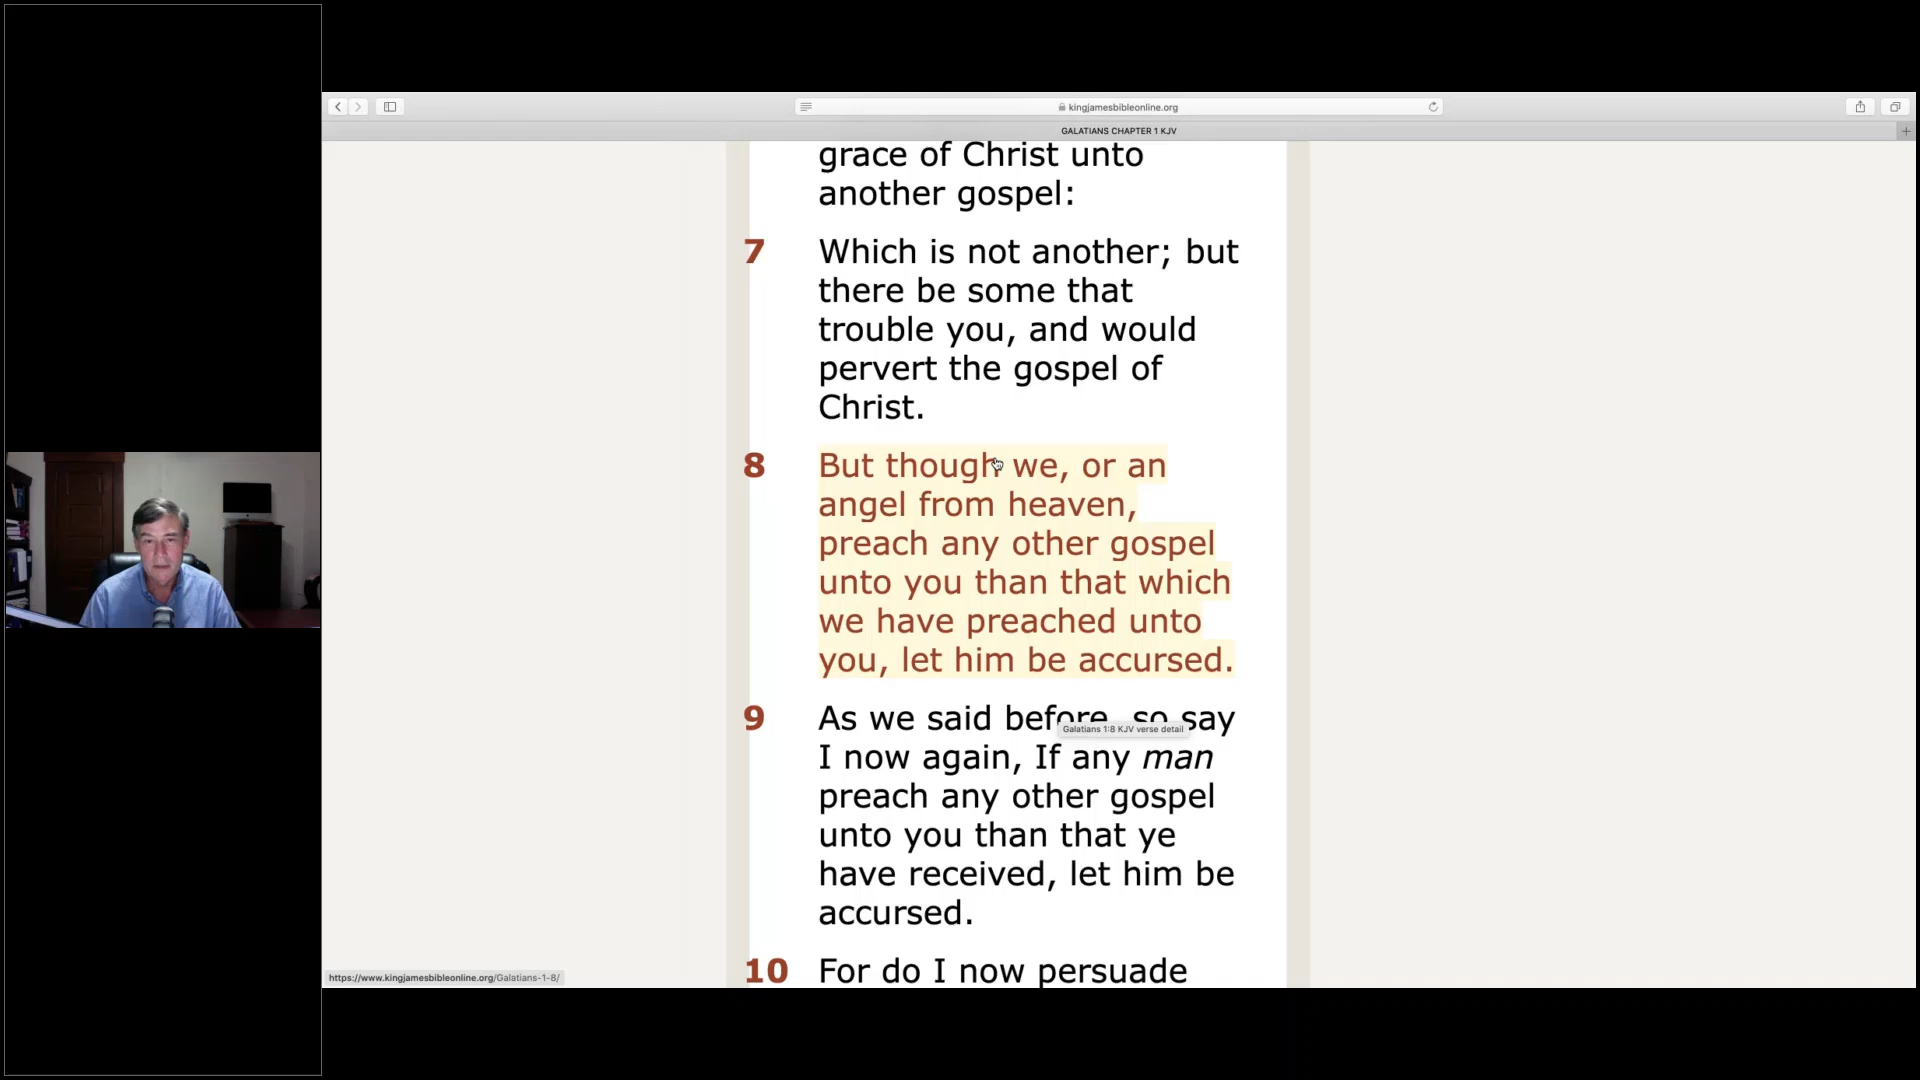 kingjamesbibleonline.org
GALATIANS CHAPTER 1 KJV
grace of Christ unto
another gospel:
7 Which is not another; but
there be some that
trouble you, and would
pervert the gospel of
Christ.
8 But though we, or an
angel from heaven,
preach any other gospel
unto you than that which
we have preached unto
you, let him be accursed.
9 As we said before, so say
Galatians 1:8 KJV verse detail
I now again, If any man
preach any other gospel
unto you than that ye
have received, let him be
accursed.
10 For do I now persuade
https://www.kingjamesbibleonline.org/Galatians-1-8/